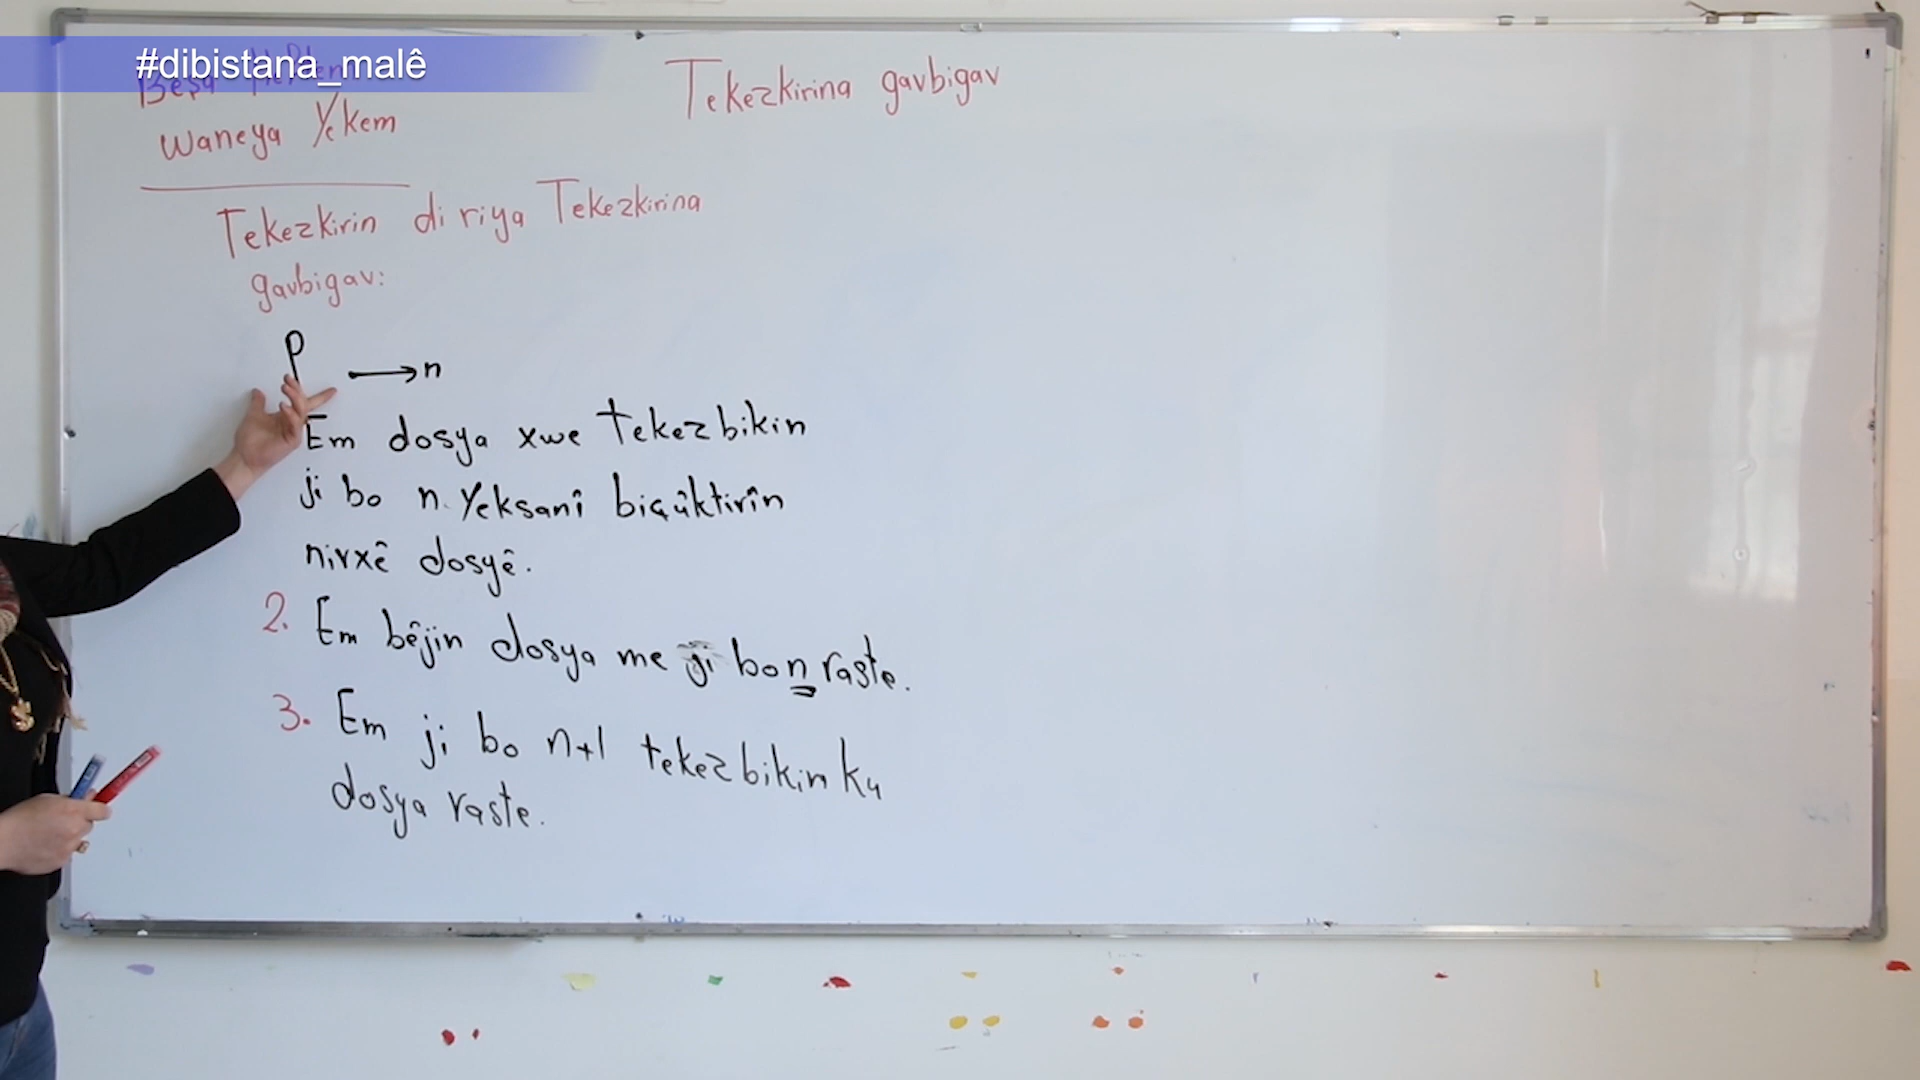 #dibistana_malê
Beşa
Waneya Yekem
Tekezkirina gavbigav
Tekezkirin di riya Tekezkirina
gavbigav:
P → n
Em dosya xwe tekez bikin
ji bo n. Yeksanî biçûktirîn
nirxê dosyê.
2. Em bêjin dosya me ji bo n raste.
3. Em ji bo n+1 tekez bikin ku
dosya raste.